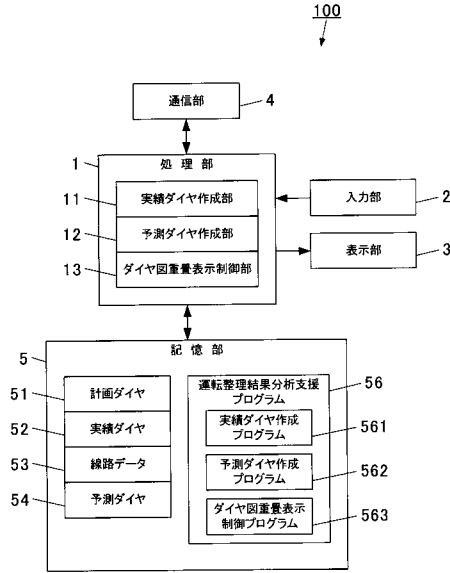 100
通信部
4
1
処理部
11
実績ダイヤ作成部
12
予測ダイヤ作成部
13
ダイヤ図重畳表示制御部
入力部
2
表示部
3
5
記憶部
51
計画ダイヤ
52
実績ダイヤ
53
線路データ
54
予測ダイヤ
運転整理結果分析支援
プログラム
56
実績ダイヤ作成
プログラム
561
予測ダイヤ作成
プログラム
562
ダイヤ図重畳表示
制御プログラム
563